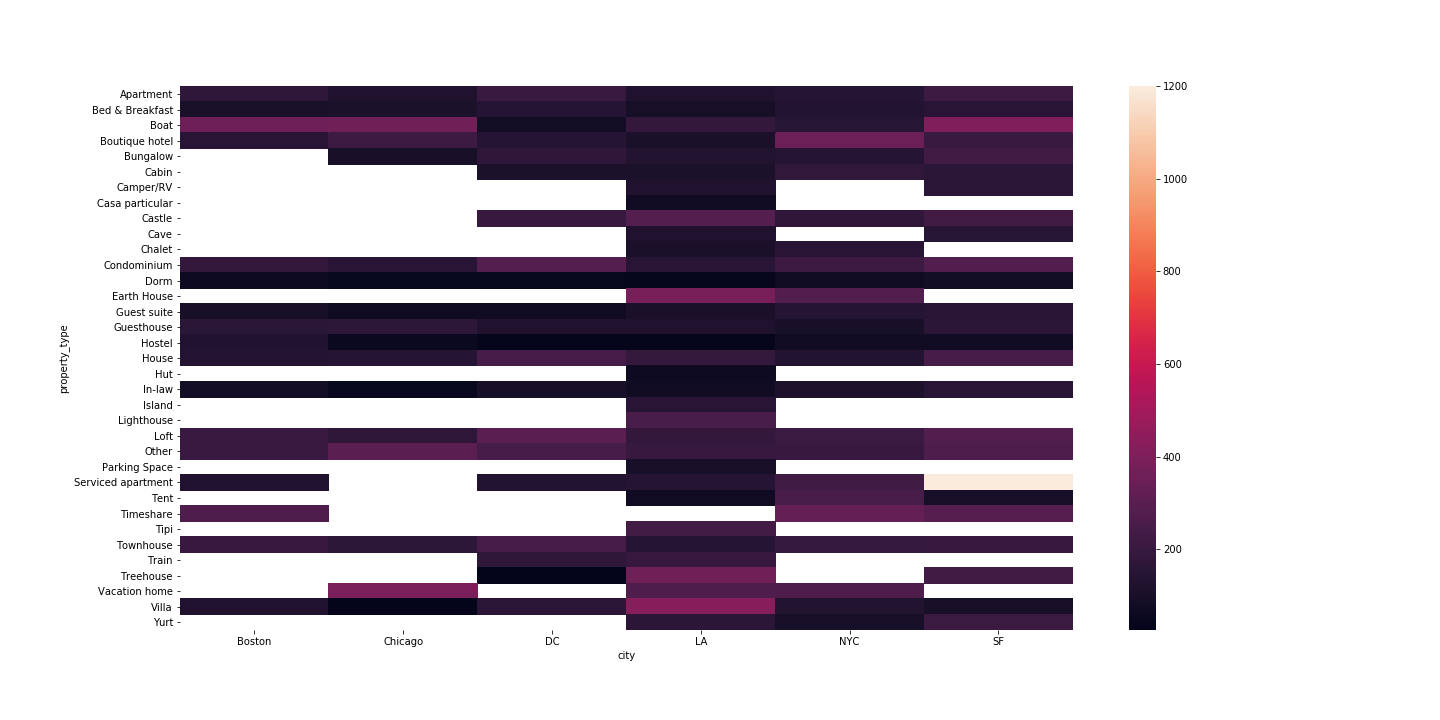 Apartment
Bed & Breakfast
Boat
Boutique hotel
Bungalow
Cabin
Camper/RV
Casa particular
Castle
Cave
Chalet
Condominium
Dorm
Earth House
Guest suite
Guesthouse
Hostel
House
Hut
In-law
Island
Lighthouse
Loft
Other
Parking Space
Serviced apartment
Tent
Timeshare
Tipi
Townhouse
Train
Treehouse
Vacation home
Villa
Yurt
property_type
Boston Chicago DC LA NYC SF
city
1200
1000
800
600
400
200